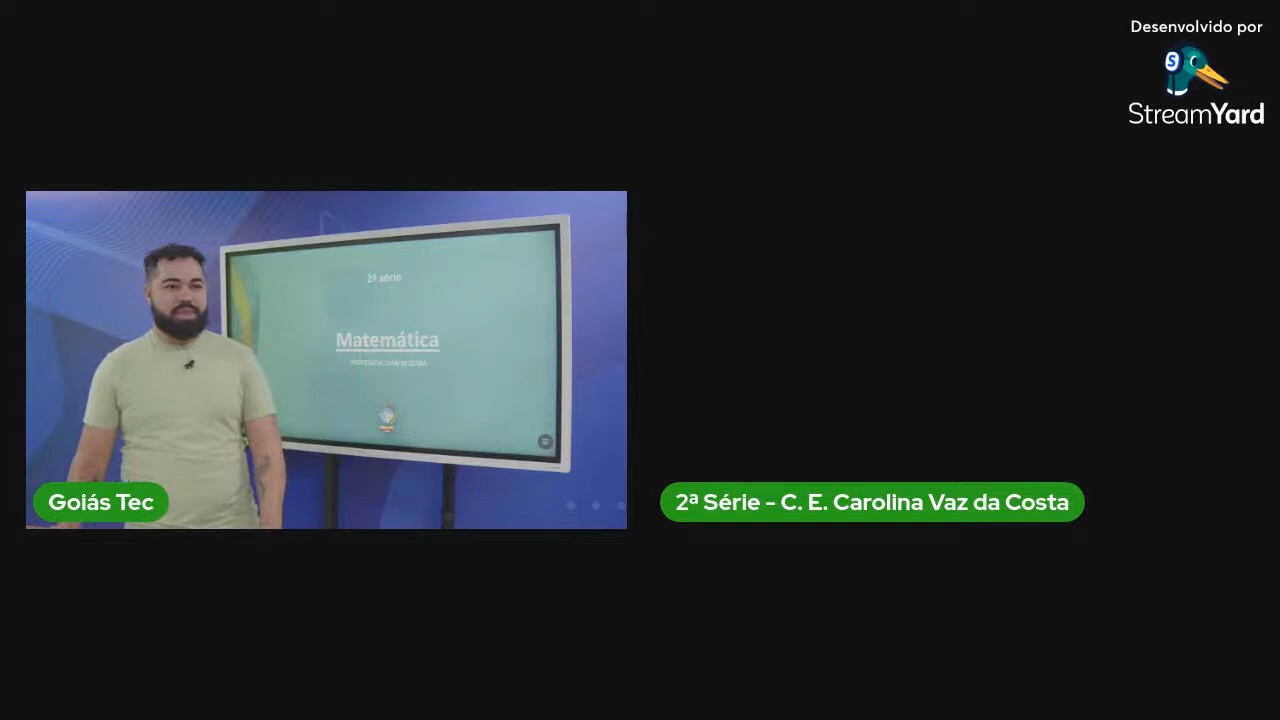 Desenvolvido por
StreamYard
2ª série
Matemática
Goiás Tec
2ª Série - C. E. Carolina Vaz da Costa